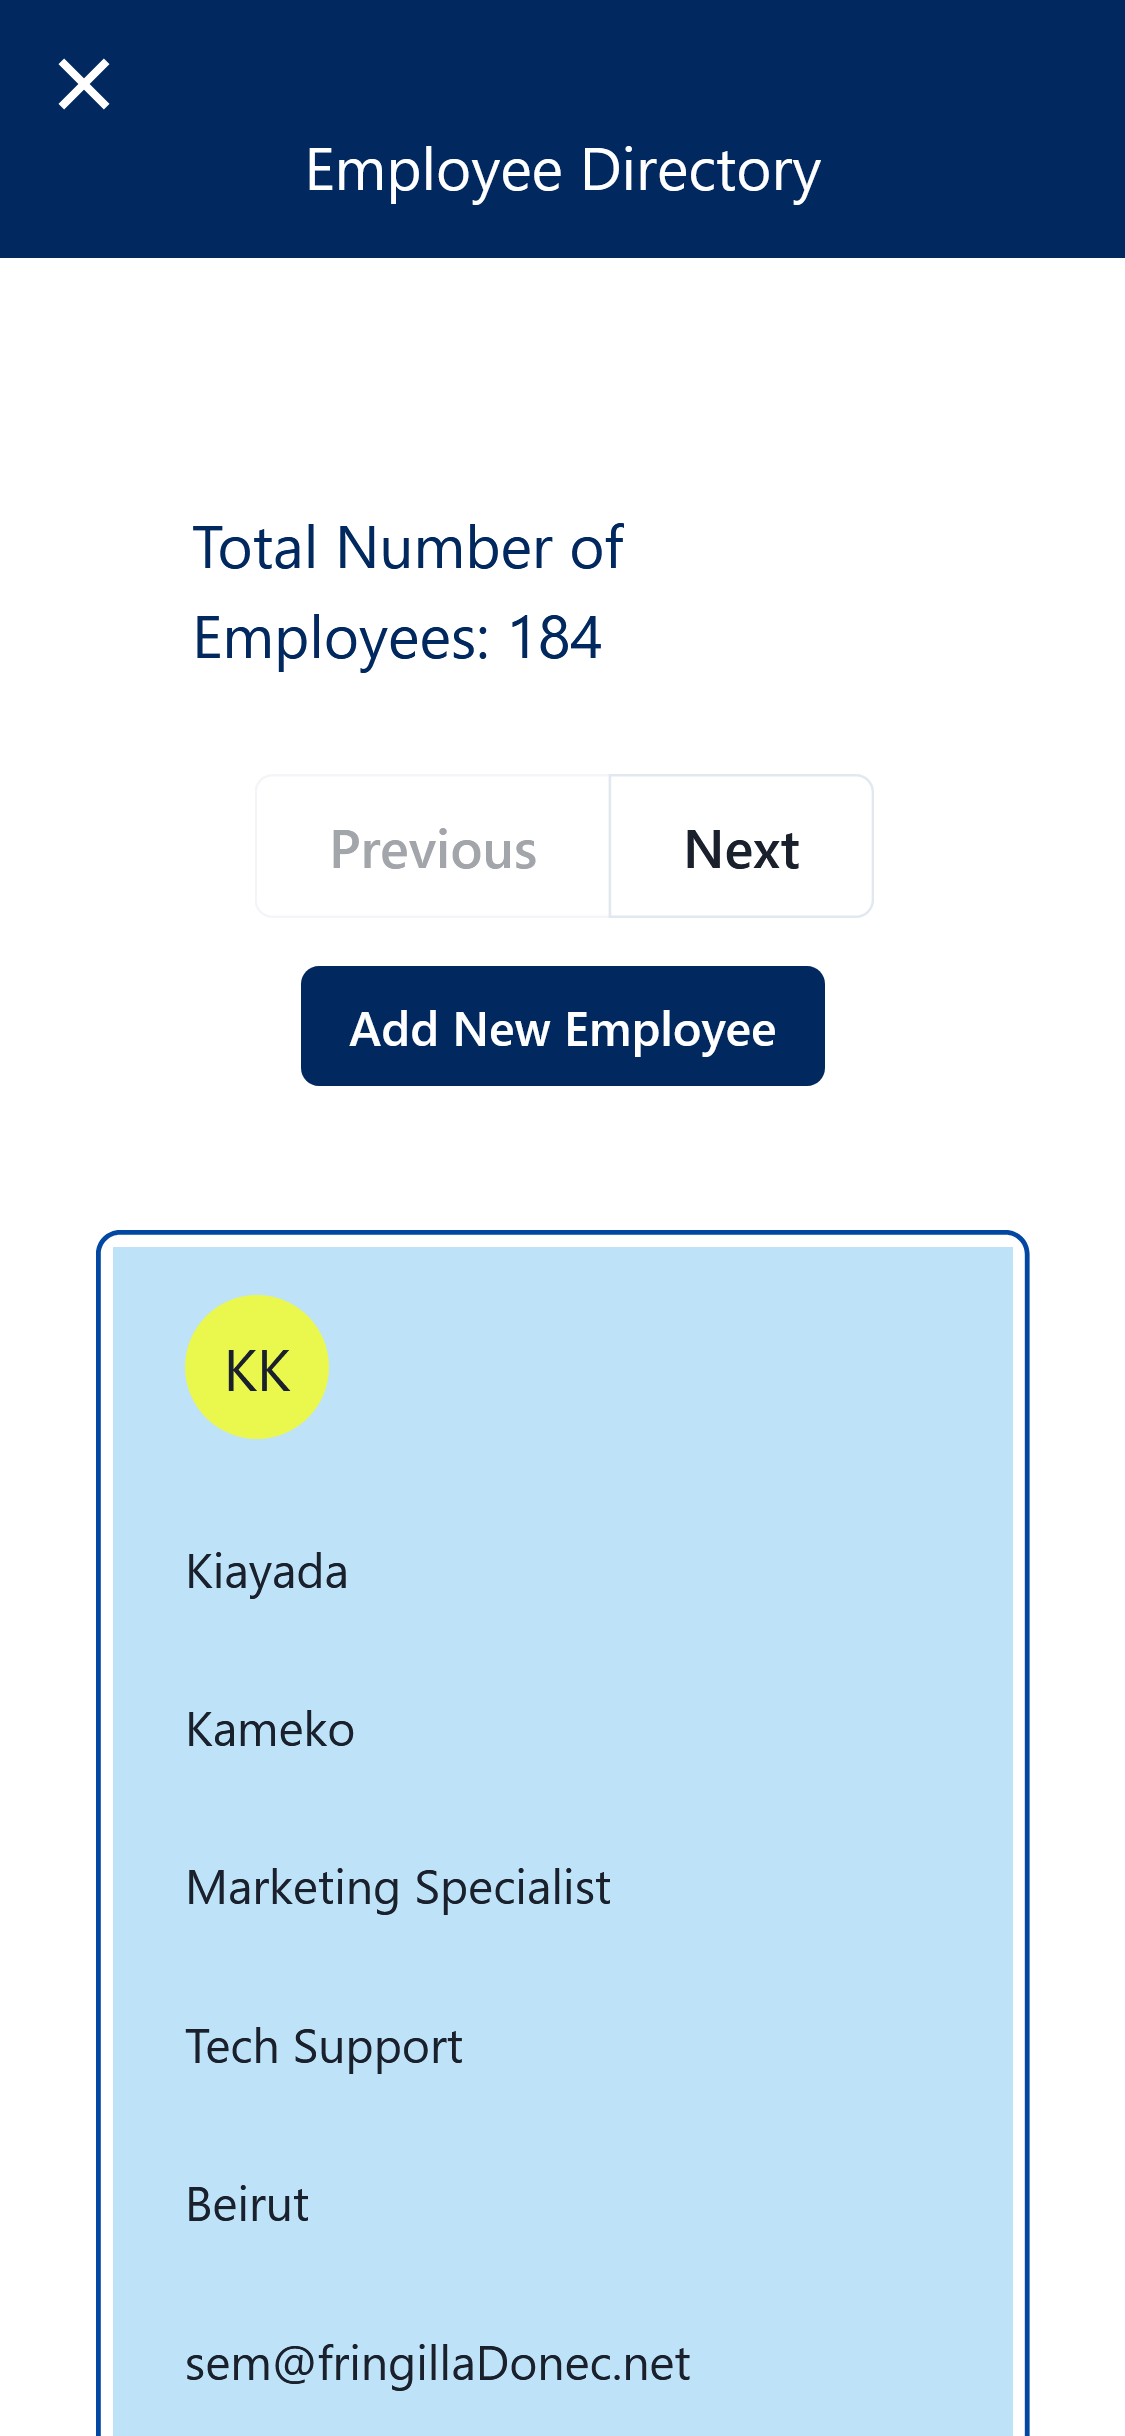 Employee Directory
Total Number of
Employees: 184
Previous
Next
Add New Employee
KK
Kiayada
Kameko
Marketing Specialist
Tech Support
Beirut
sem@fringillaDonec.net